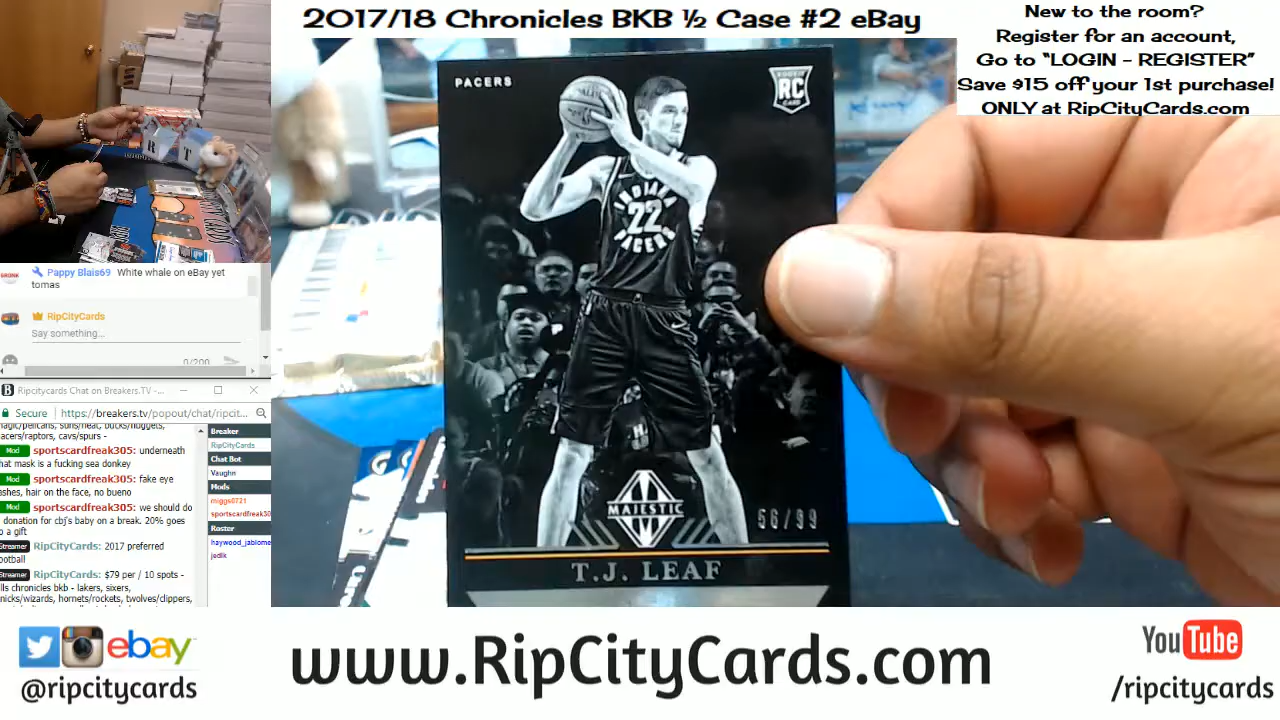 2017/18 Chronicles BKB ½ Case #2 eBay
New to the room?
Register for an account,
Go to “LOGIN - REGISTER”
Save $15 off your 1st purchase!
ONLY at RipCityCards.com
PACERS
RC
INDIANA
22
PACERS
MAJESTIC
56/99
T.J. LEAF
Pappy Blais69 White whale on eBay yet
tomas
RipCityCards
Say something...
0/200
Ripcitycards Chat on Breakers.TV -...
Secure https://breakers.tv/popout/chat/ripcit...
agic/pelicans, suns/heat, bucks/nuggets,
acers/raptors, cavs/spurs -
Mod sportscardfreak305: underneath
hat mask is a fucking sea donkey
Mod sportscardfreak305: fake eye
ashes, hair on the face, no bueno
Mod sportscardfreak305: we should do
donation for cbj's baby on a break. 20% goes
o a gift
Streamer RipCityCards: 2017 preferred
ootball
Streamer RipCityCards: $79 per / 10 spots -
lls chronicles bkb - lakers, sixers,
nicks/wizards, hornets/rockets, twolves/clippers,
Breaker
RipCityCards
Chat Bot
Vaughn
Mods
miggs0721
sportscardfreak30
Roster
haywood_jablome
jedik
ebay
@ripcitycards
www.RipCityCards.com
YouTube
/ripcitycards